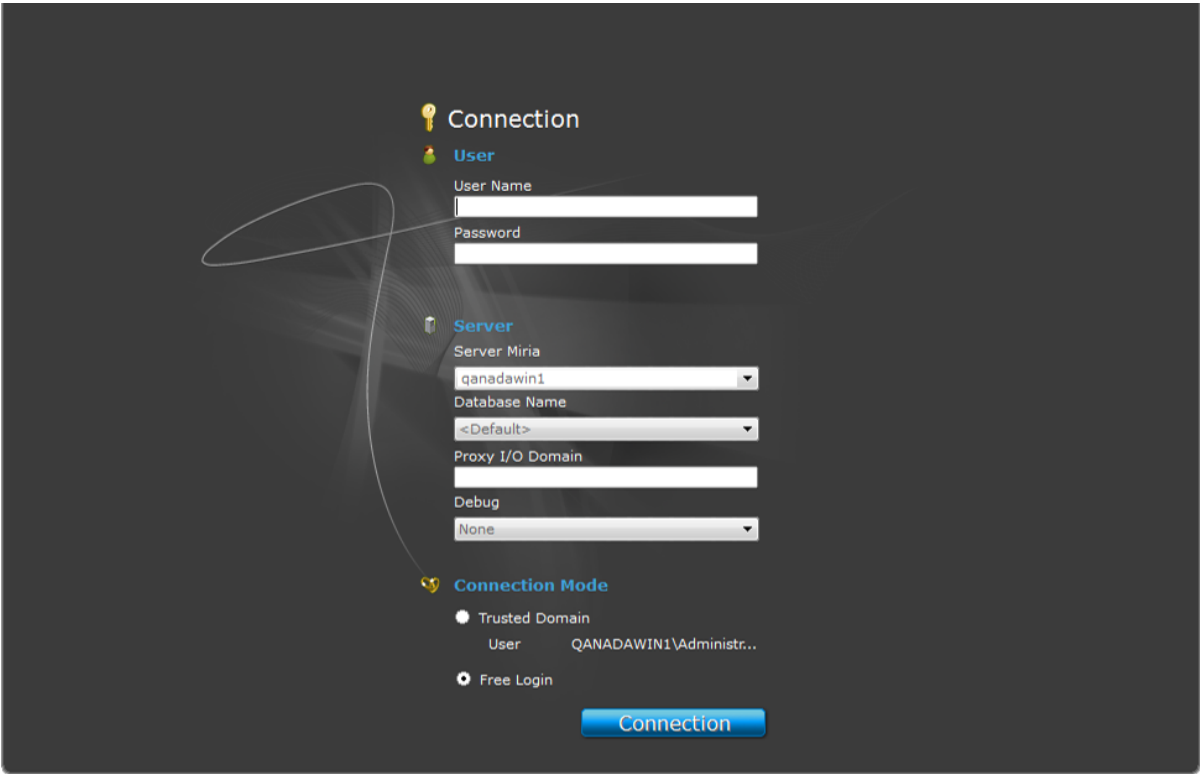 Connection
User
User Name
Password
Server
Server Miria
qanadawin1
Database Name
<Default>
Proxy I/O Domain
Debug
None
Connection Mode
Trusted Domain
User QANADAWIN1\Administr...
Free Login
Connection